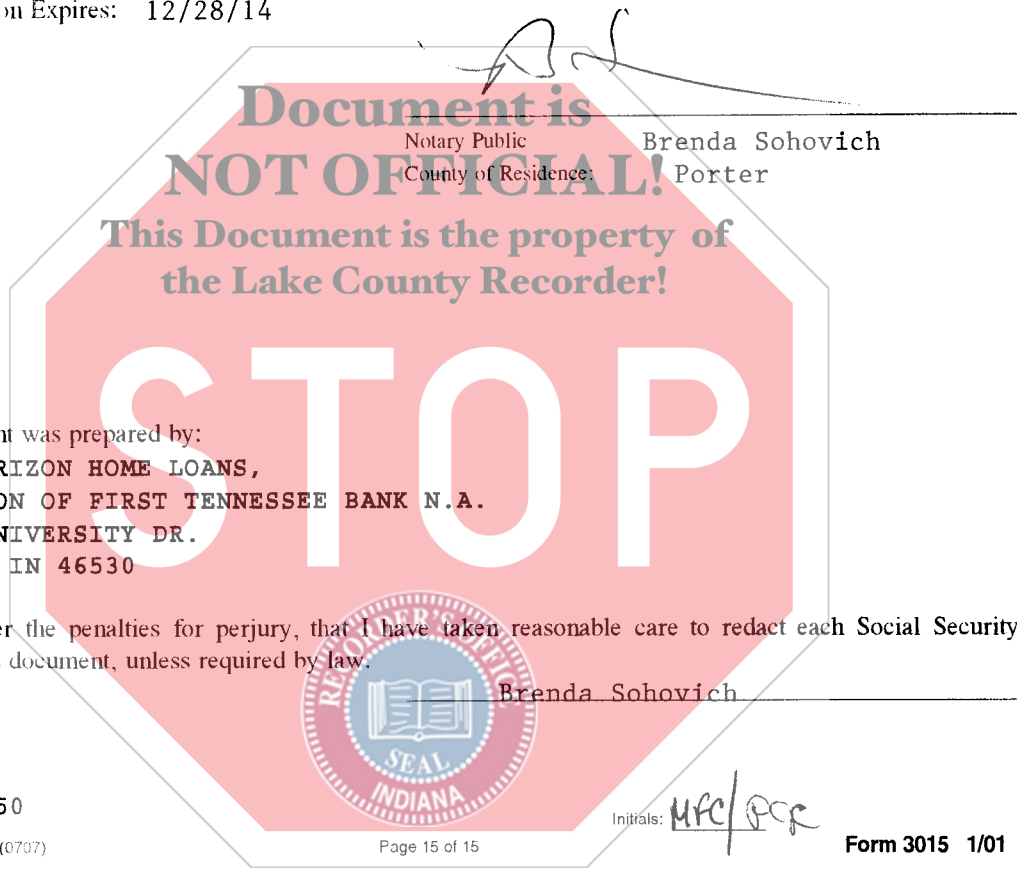 on Expires: 12/28/14
Document is
NOT OFFICIAL!
This Document is the property of
the Lake County Recorder!
Notary Public Brenda Sohovich
County of Residence: Porter
STOP
nt was prepared by:
RIZON HOME LOANS,
ON OF FIRST TENNESSEE BANK N.A.
NIVERSITY DR.
IN 46530
er the penalties for perjury, that I have taken reasonable care to redact each Social Security
document, unless required by law.
Brenda Sohovich
RECORDER'S OFFICE
SEAL
INDIANA
50
Initials: MFC/
(0707)
Page 15 of 15
Form 3015 1/01